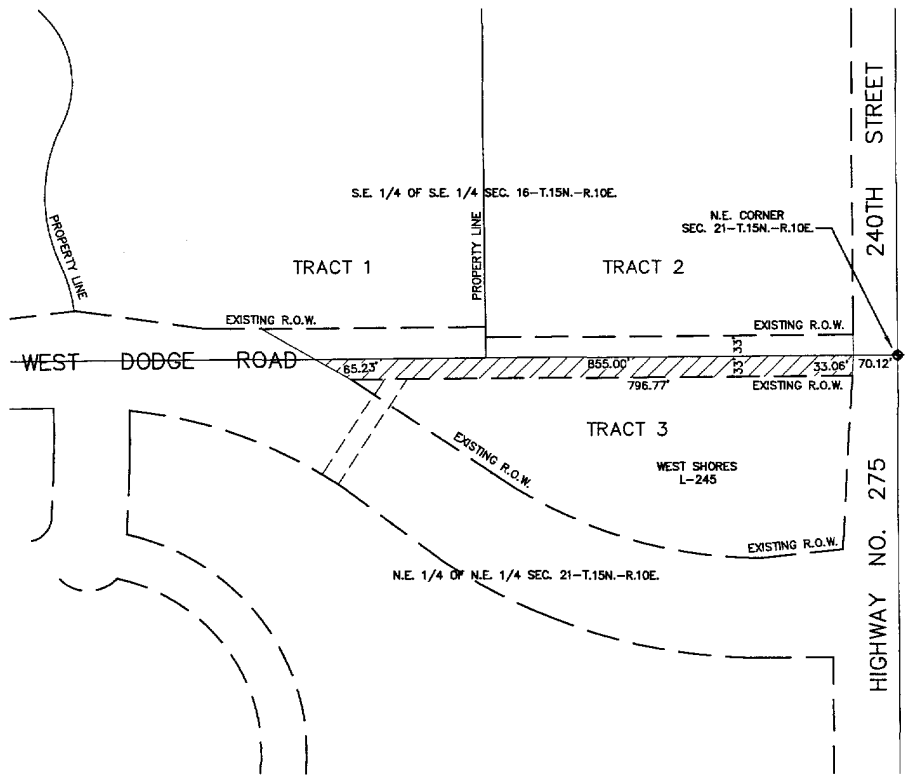 240TH STREET
S.E. 1/4 OF S.E. 1/4 SEC. 16-T.15N.-R.10E.
N.E. CORNER
SEC. 21-T.15N.-R.10E.
PROPERTY LINE
PROPERTY LINE
TRACT 1
TRACT 2
EXISTING R.O.W.
EXISTING R.O.W.
WEST DODGE ROAD
33'
33'
65.23'
855.00'
33.06'
70.12'
796.77'
EXISTING R.O.W.
TRACT 3
EXISTING R.O.W.
WEST SHORES
L-245
EXISTING R.O.W.
N.E. 1/4 OF N.E. 1/4 SEC. 21-T.15N.-R.10E.
HIGHWAY NO. 275